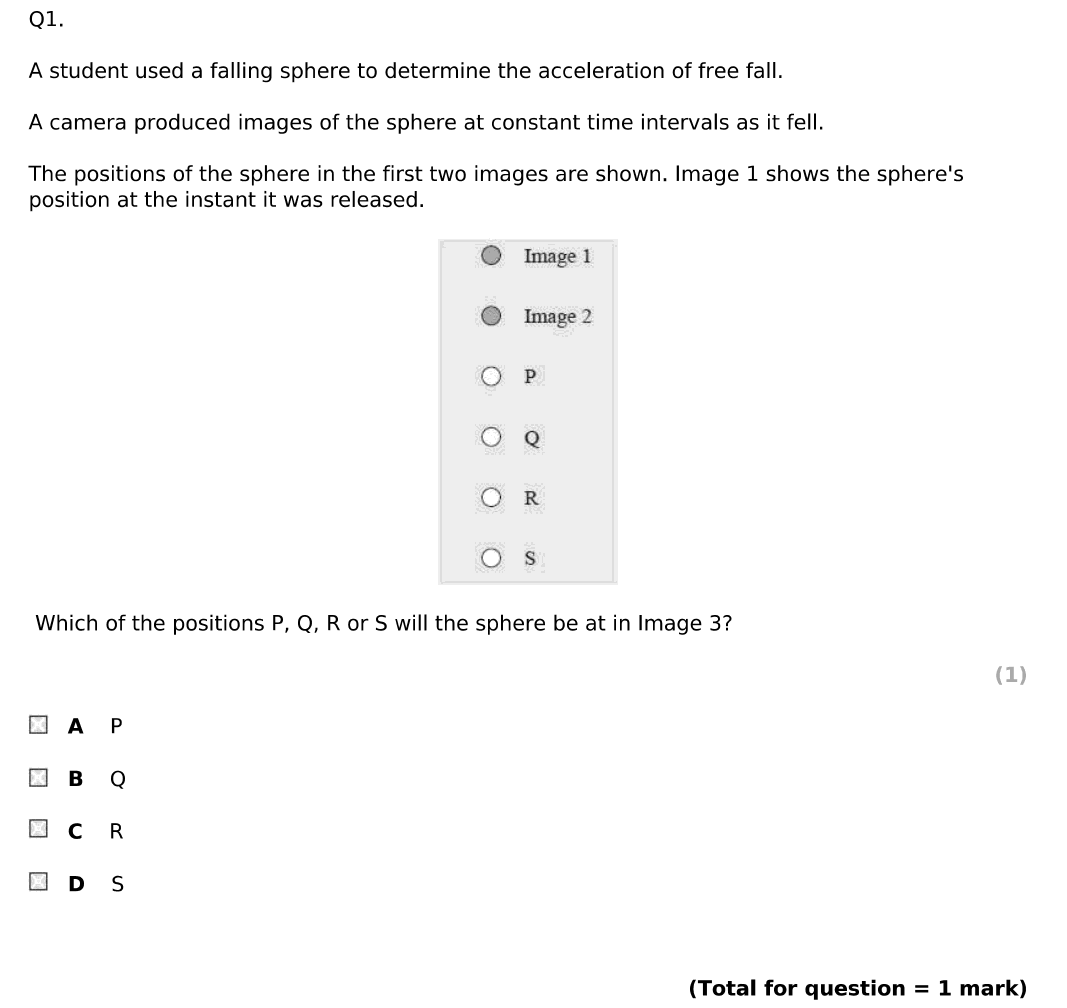 Q1.
A student used a falling sphere to determine the acceleration of free fall.
A camera produced images of the sphere at constant time intervals as it fell.
The positions of the sphere in the first two images are shown. Image 1 shows the sphere's
position at the instant it was released.
Image 1
Image 2
P
Q
R
S
Which of the positions P, Q, R or S will the sphere be at in Image 3?
(1)
A P
B Q
C R
D S
(Total for question = 1 mark)